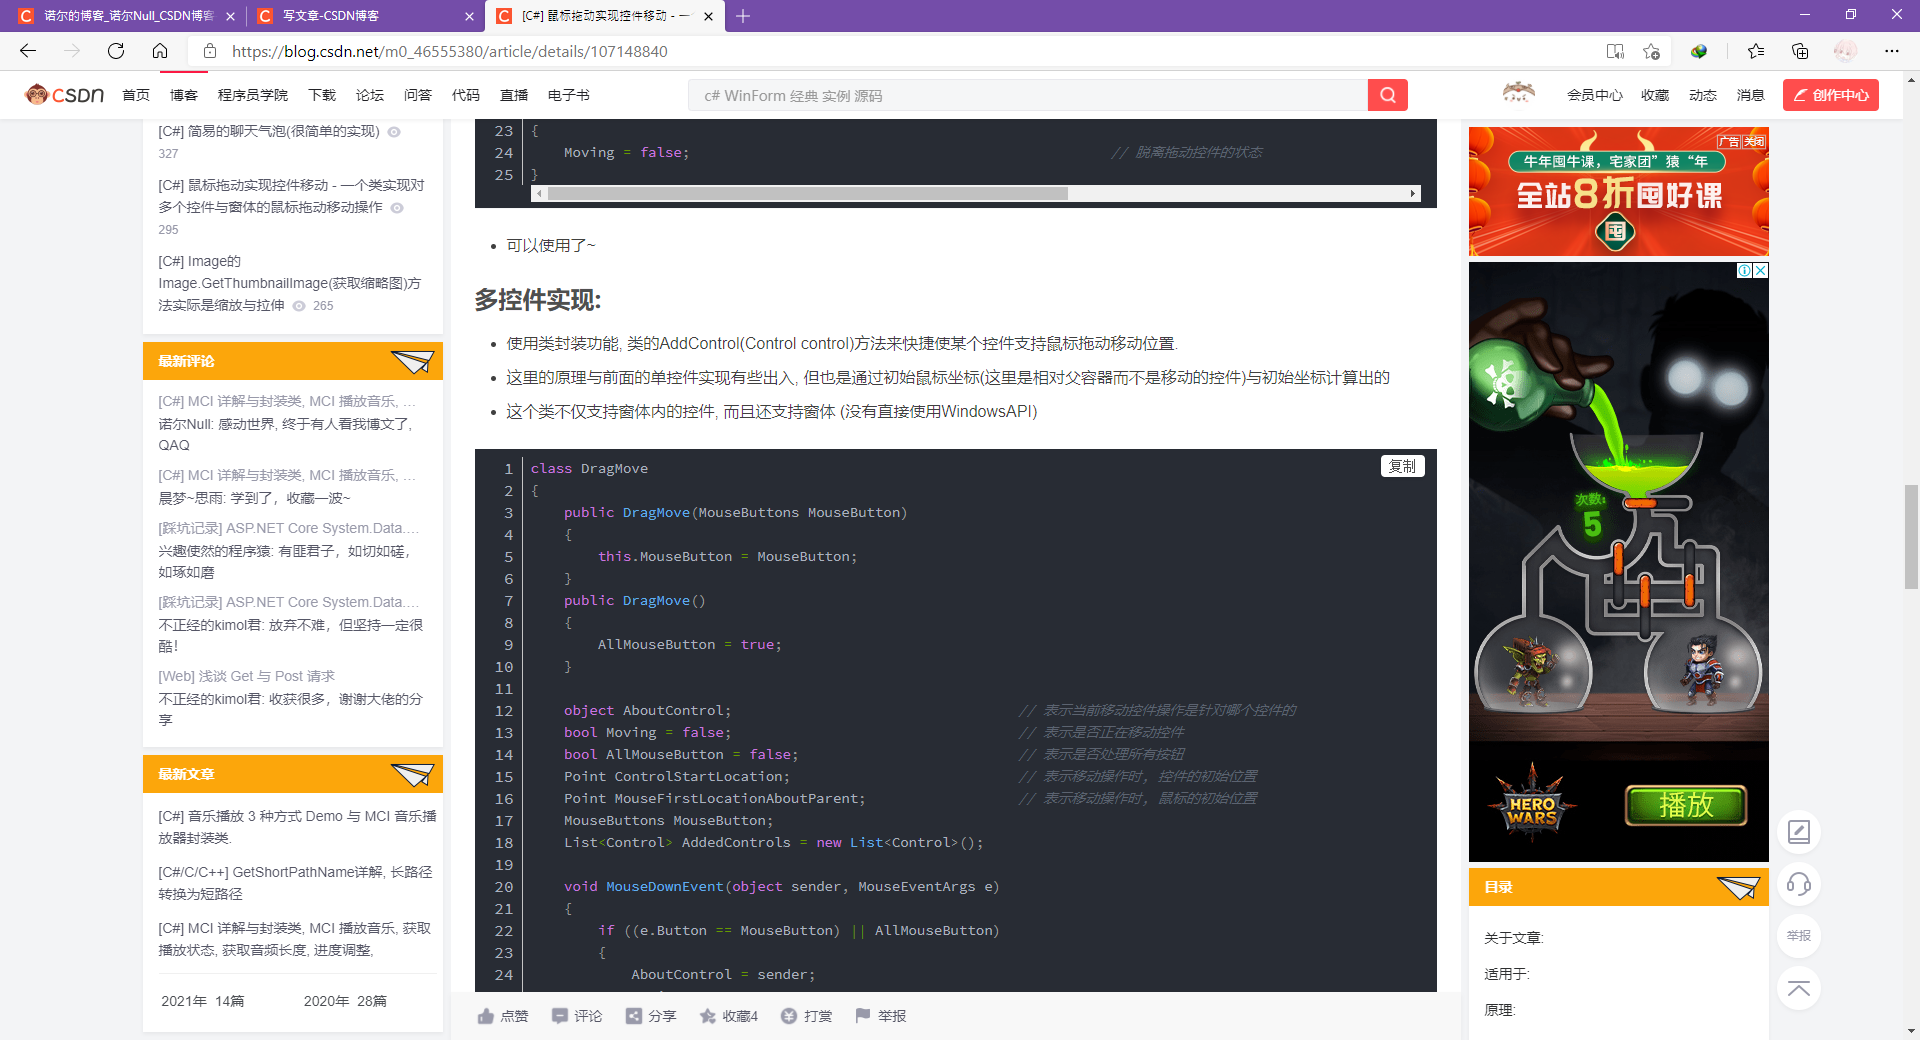 诺尔的博客_诺尔Null_CSDN博客
写文章-CSDN博客
[C#] 鼠标拖动实现控件移动 - 一个
https://blog.csdn.net/m0_46555380/article/details/107148840
CSDN 首页 博客 程序员学院 下载 论坛 问答 代码 直播 电子书
c# WinForm 经典 实例 源码
会员中心 收藏 动态 消息 创作中心
[C#] 简易的聊天气泡(很简单的实现)
327
[C#] 鼠标拖动实现控件移动 - 一个类实现对
多个控件与窗体的鼠标拖动移动操作
295
[C#] Image的
Image.GetThumbnailImage(获取缩略图)方
法实际是缩放与拉伸 265
最新评论
[C#] MCI 详解与封装类, MCI 播放音乐, ...
诺尔Null: 感动世界, 终于有人看我博文了,
QAQ
[C#] MCI 详解与封装类, MCI 播放音乐, ...
晨梦~思雨: 学到了，收藏一波~
[踩坑记录] ASP.NET Core System.Data....
兴趣使然的程序猿: 有匪君子，如切如磋，
如琢如磨
[踩坑记录] ASP.NET Core System.Data....
不正经的kimol君: 放弃不难，但坚持一定很
酷！
[Web] 浅谈 Get 与 Post 请求
不正经的kimol君: 收获很多，谢谢大佬的分
享
最新文章
[C#] 音乐播放 3 种方式 Demo 与 MCI 音乐播
放器封装类.
[C#/C/C++] GetShortPathName详解, 长路径
转换为短路径
[C#] MCI 详解与封装类, MCI 播放音乐, 获取
播放状态, 获取音频长度, 进度调整,
2021年 14篇 2020年 28篇
23 {
24 Moving = false; // 脱离拖动控件的状态
25 }
• 可以使用了~
多控件实现:
• 使用类封装功能, 类的AddControl(Control control)方法来快捷使某个控件支持鼠标拖动移动位置.
• 这里的原理与前面的单控件实现有些出入, 但也是通过初始鼠标坐标(这里是相对父容器而不是移动的控件)与初始坐标计算出的
• 这个类不仅支持窗体内的控件, 而且还支持窗体 (没有直接使用WindowsAPI)
复制
1 class DragMove
2 {
3 public DragMove(MouseButtons MouseButton)
4 {
5 this.MouseButton = MouseButton;
6 }
7 public DragMove()
8 {
9 AllMouseButton = true;
10 }
11
12 object AboutControl; // 表示当前移动控件操作是针对哪个控件的
13 bool Moving = false; // 表示是否正在移动控件
14 bool AllMouseButton = false; // 表示是否处理所有按钮
15 Point ControlStartLocation; // 表示移动操作时, 控件的初始位置
16 Point MouseFirstLocationAboutParent; // 表示移动操作时, 鼠标的初始位置
17 MouseButtons MouseButton;
18 List<Control> AddedControls = new List<Control>();
19
20 void MouseDownEvent(object sender, MouseEventArgs e)
21 {
22 if ((e.Button == MouseButton) || AllMouseButton)
23 {
24 AboutControl = sender;
点赞 评论 分享 收藏4 打赏 举报
广告 关闭
牛年囤牛课，宅家团”猿“年
全站8折囤好课
囤
次数:
5
HERO
WARS
播放
目录
关于文章:
适用于:
原理:
举报